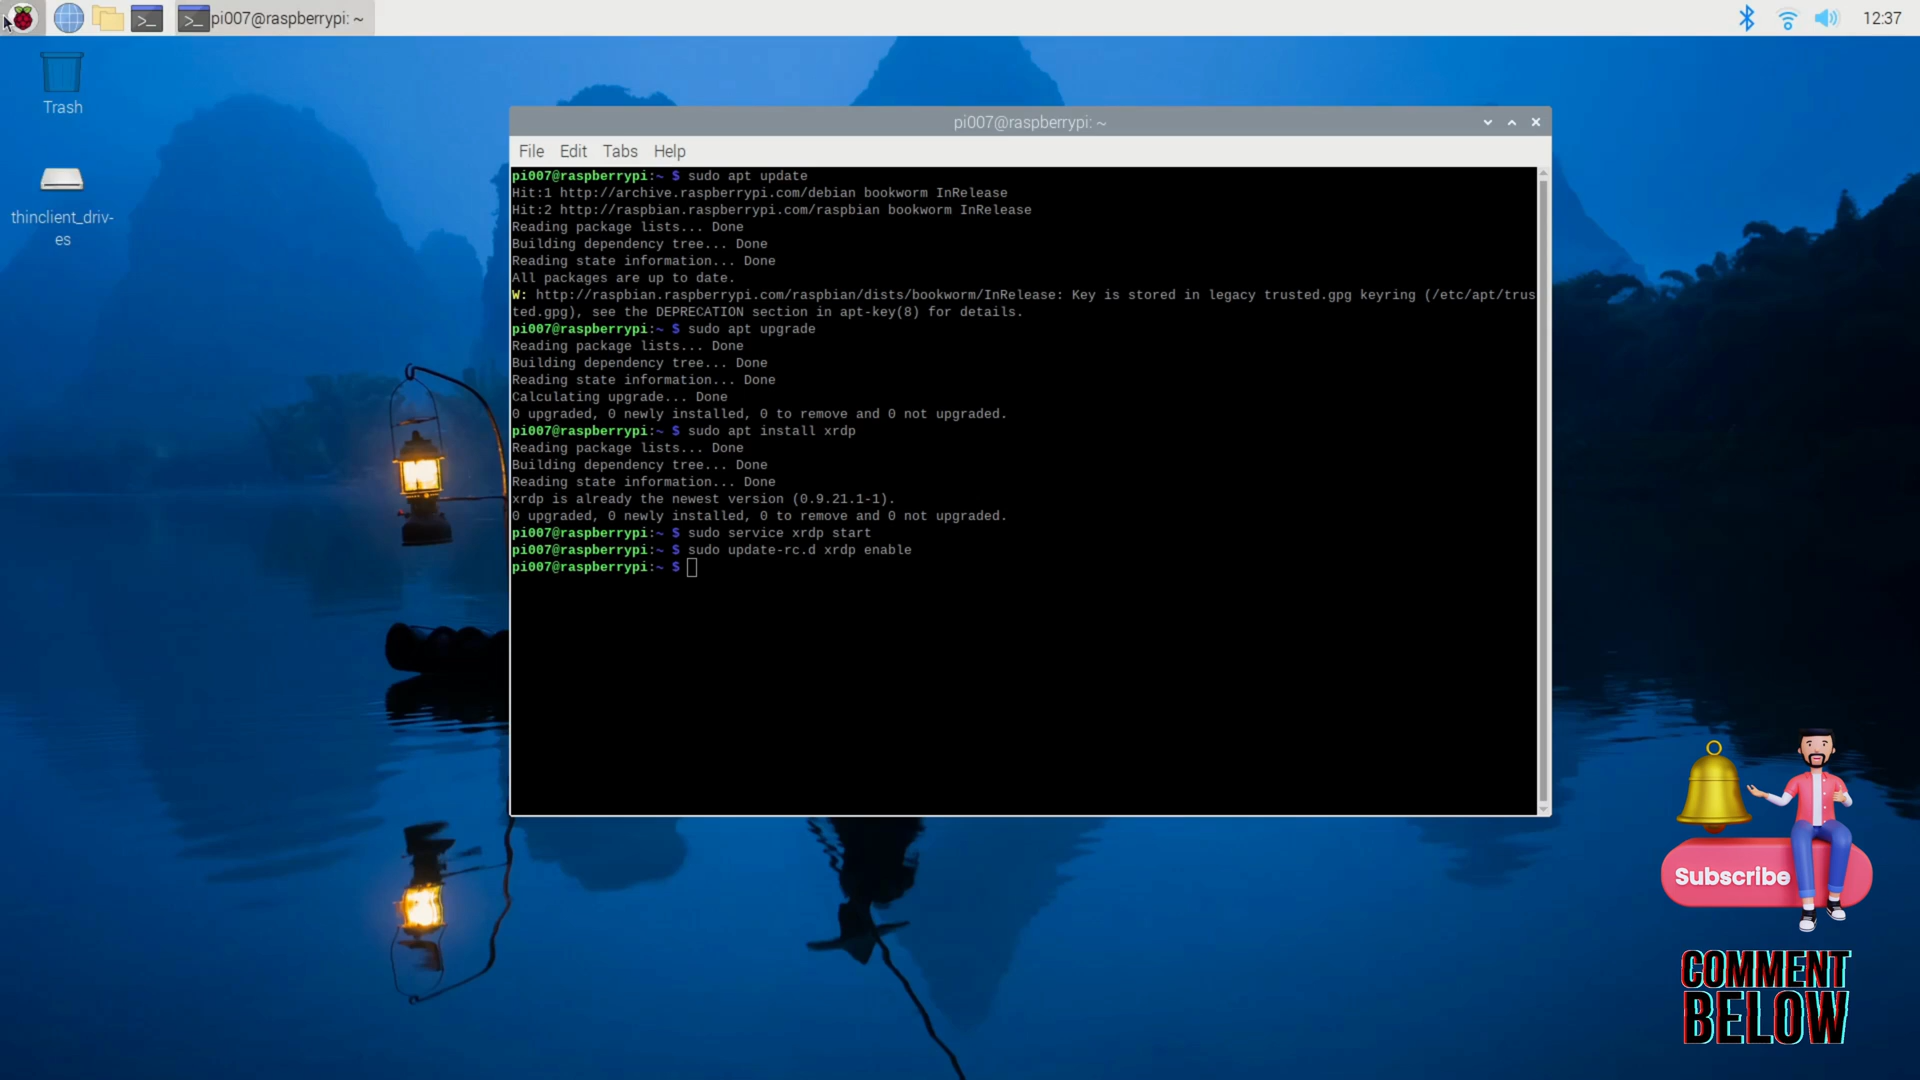 pi007@raspberrypi: ~
12:37
Trash
thinclient_driv-
es
pi007@raspberrypi: ~
File Edit Tabs Help
pi007@raspberrypi:~ $ sudo apt update
Hit:1 http://archive.raspberrypi.com/debian bookworm InRelease
Hit:2 http://raspbian.raspberrypi.com/raspbian bookworm InRelease
Reading package lists... Done
Building dependency tree... Done
Reading state information... Done
All packages are up to date.
W: http://raspbian.raspberrypi.com/raspbian/dists/bookworm/InRelease: Key is stored in legacy trusted.gpg keyring (/etc/apt/trus
ted.gpg), see the DEPRECATION section in apt-key(8) for details.
pi007@raspberrypi:~ $ sudo apt upgrade
Reading package lists... Done
Building dependency tree... Done
Reading state information... Done
Calculating upgrade... Done
0 upgraded, 0 newly installed, 0 to remove and 0 not upgraded.
pi007@raspberrypi:~ $ sudo apt install xrdp
Reading package lists... Done
Building dependency tree... Done
Reading state information... Done
xrdp is already the newest version (0.9.21.1-1).
0 upgraded, 0 newly installed, 0 to remove and 0 not upgraded.
pi007@raspberrypi:~ $ sudo service xrdp start
pi007@raspberrypi:~ $ sudo update-rc.d xrdp enable
pi007@raspberrypi:~ $
Subscribe
COMMENT
BELOW